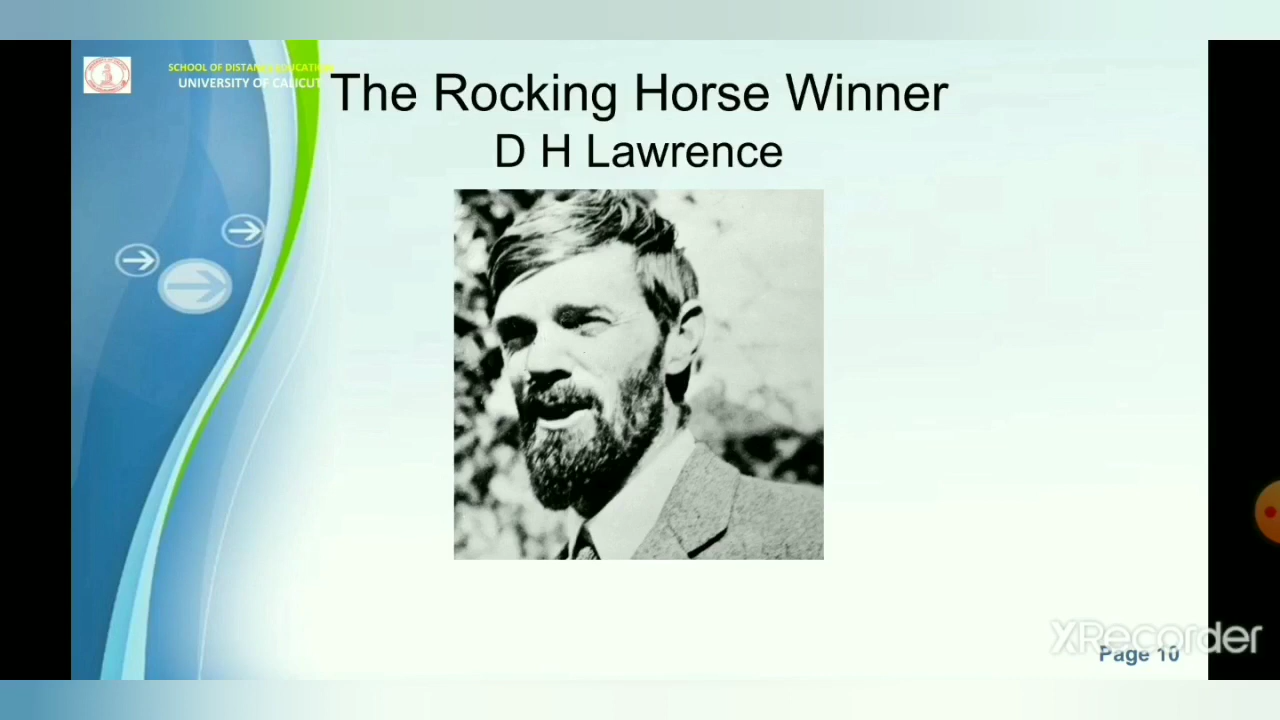 SCHOOL OF DISTANCE EDUCATION
UNIVERSITY OF CALICUT
The Rocking Horse Winner
D H Lawrence
XRecorder
Page 10